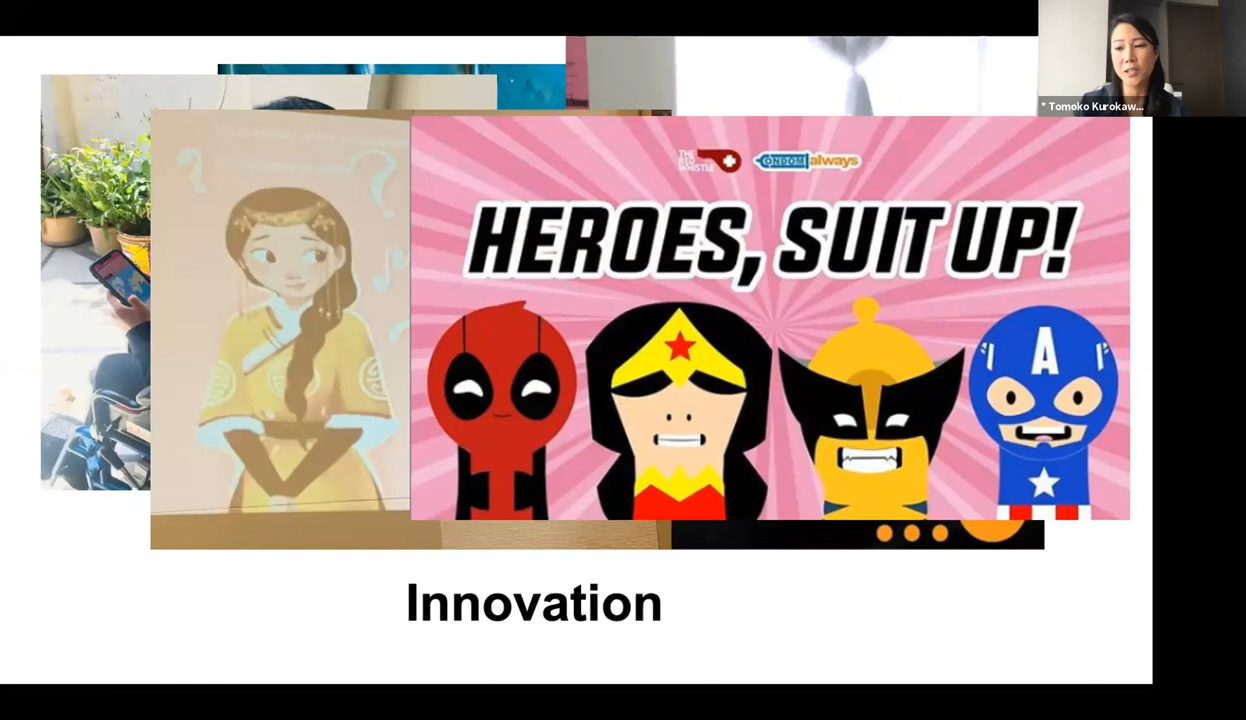 * Tomoko Kurokaw...
THE RED WHISTLE
CONDOM always
HEROES, SUIT UP!
A
Innovation